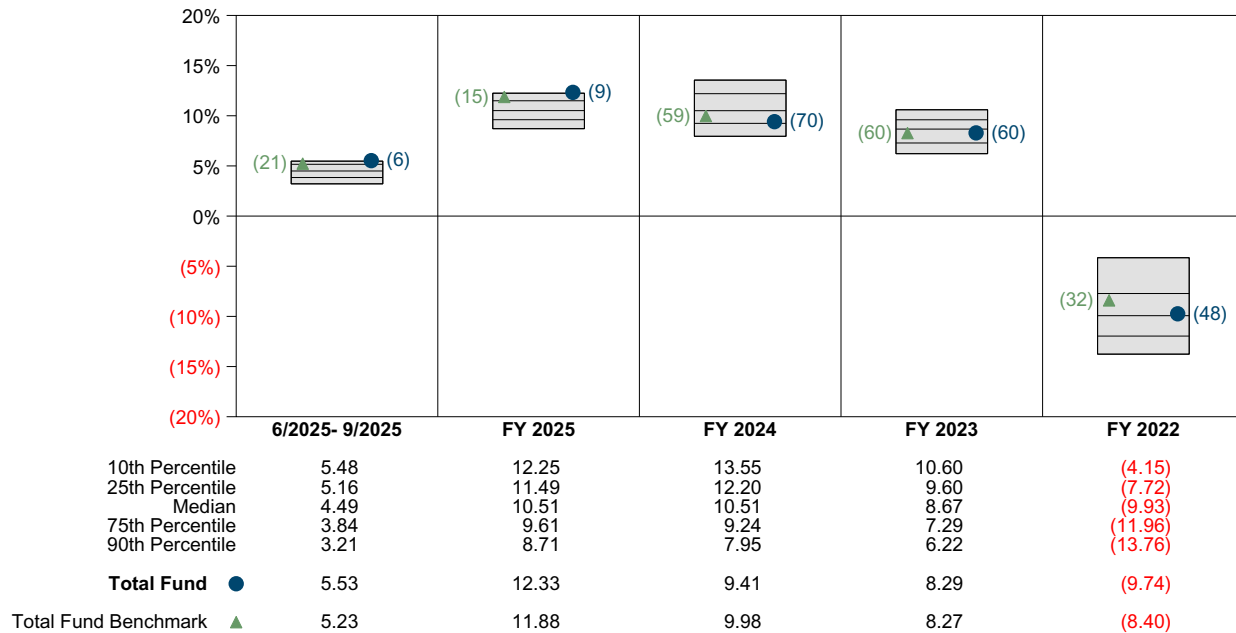 20%
15%
10%
5%
0%
(5%)
(10%)
(15%)
(20%)
(21) (6)
(15) (9)
(59) (70)
(60) (60)
(32) (48)
6/2025- 9/2025 FY 2025 FY 2024 FY 2023 FY 2022
10th Percentile 5.48 12.25 13.55 10.60 (4.15)
25th Percentile 5.16 11.49 12.20 9.60 (7.72)
Median 4.49 10.51 10.51 8.67 (9.93)
75th Percentile 3.84 9.61 9.24 7.29 (11.96)
90th Percentile 3.21 8.71 7.95 6.22 (13.76)
Total Fund 5.53 12.33 9.41 8.29 (9.74)
Total Fund Benchmark 5.23 11.88 9.98 8.27 (8.40)